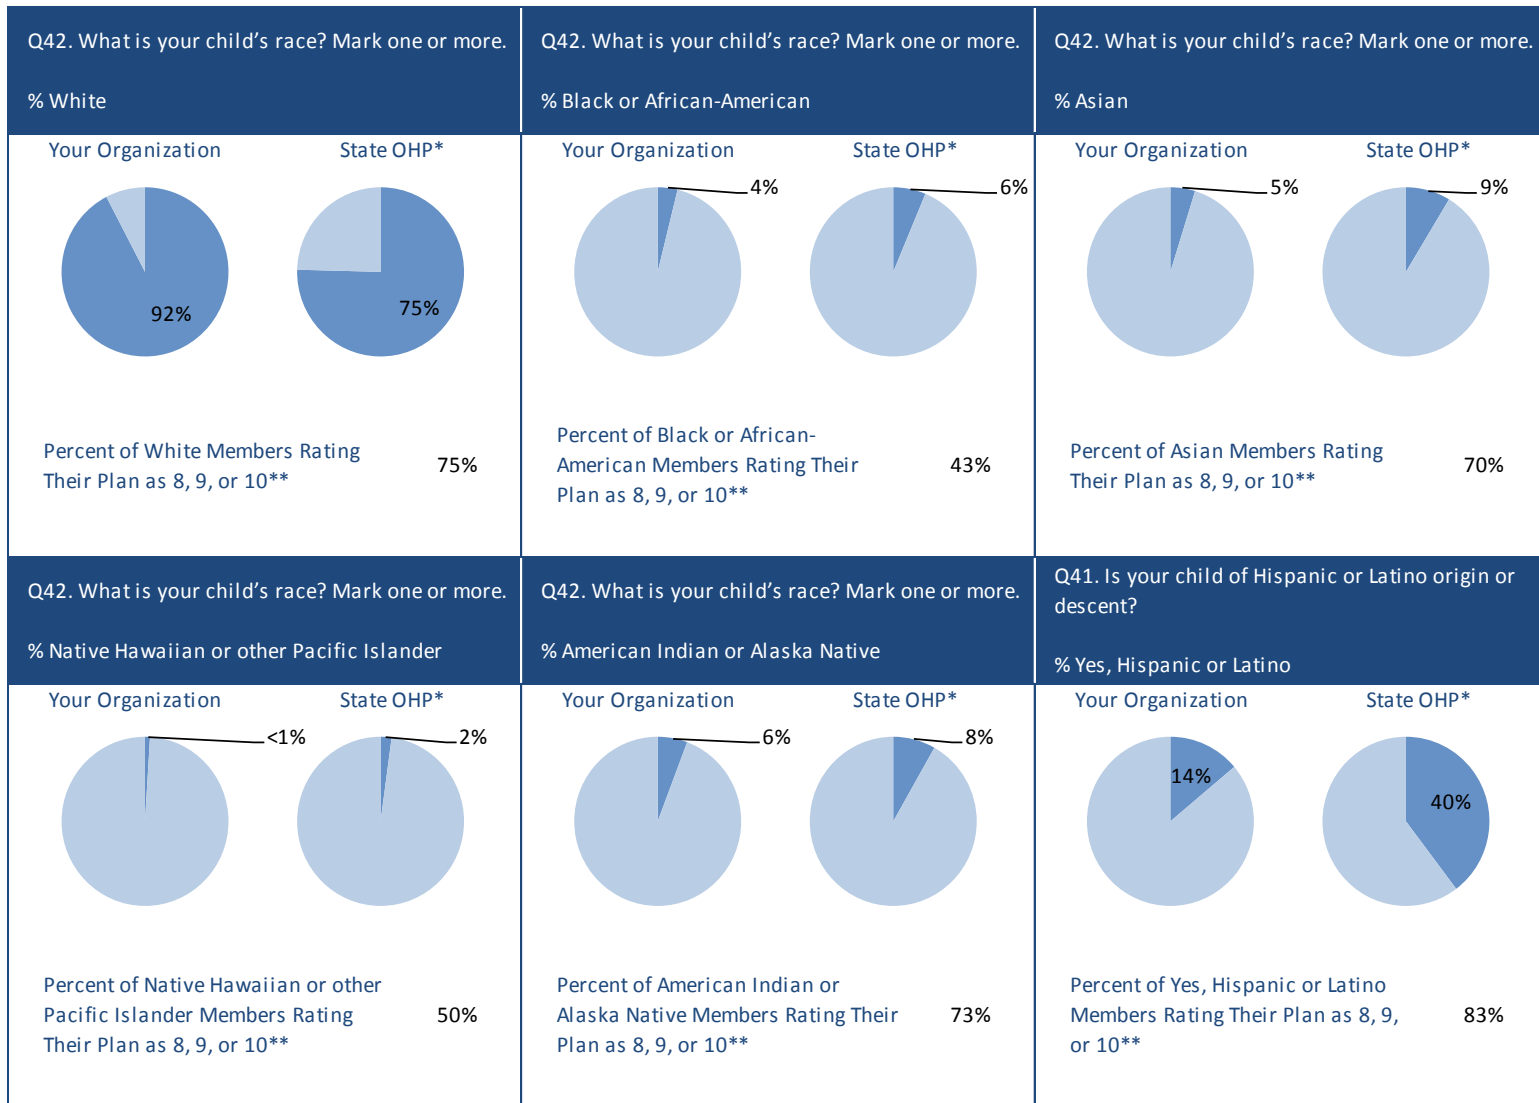 Q42. What is your child's race? Mark one or more.
% White
Your Organization
State OHP*
92%
75%
Percent of White Members Rating
Their Plan as 8, 9, or 10**
75%
Q42. What is your child's race? Mark one or more.
% Black or African-American
Your Organization
State OHP*
4%
6%
Percent of Black or African-
American Members Rating Their
Plan as 8, 9, or 10**
43%
Q42. What is your child's race? Mark one or more.
% Asian
Your Organization
State OHP*
5%
9%
Percent of Asian Members Rating
Their Plan as 8, 9, or 10**
70%
Q42. What is your child's race? Mark one or more.
% Native Hawaiian or other Pacific Islander
Your Organization
State OHP*
<1%
2%
Percent of Native Hawaiian or other
Pacific Islander Members Rating
Their Plan as 8, 9, or 10**
50%
Q42. What is your child's race? Mark one or more.
% American Indian or Alaska Native
Your Organization
State OHP*
6%
8%
Percent of American Indian or
Alaska Native Members Rating Their
Plan as 8, 9, or 10**
73%
Q41. Is your child of Hispanic or Latino origin or
descent?
% Yes, Hispanic or Latino
Your Organization
State OHP*
14%
40%
Percent of Yes, Hispanic or Latino
Members Rating Their Plan as 8, 9,
or 10**
83%